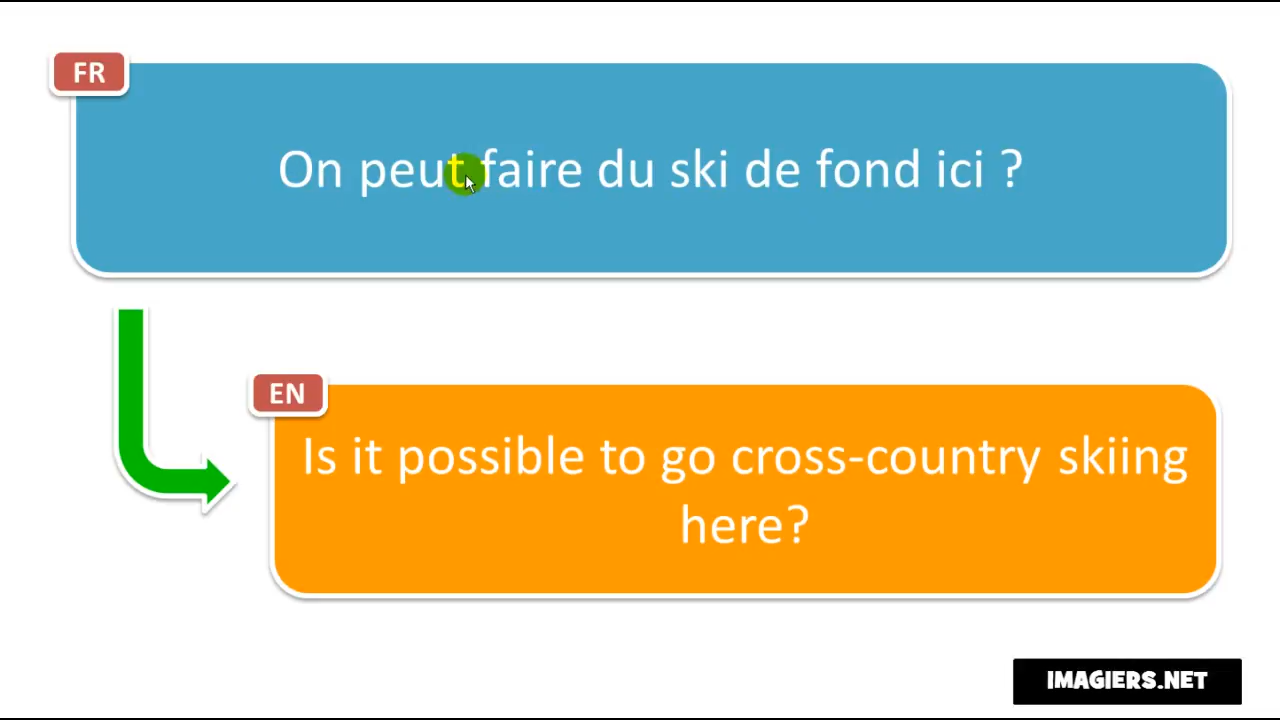 FR
On peut faire du ski de fond ici ?
EN
Is it possible to go cross-country skiing
here?
IMAGIERS.NET